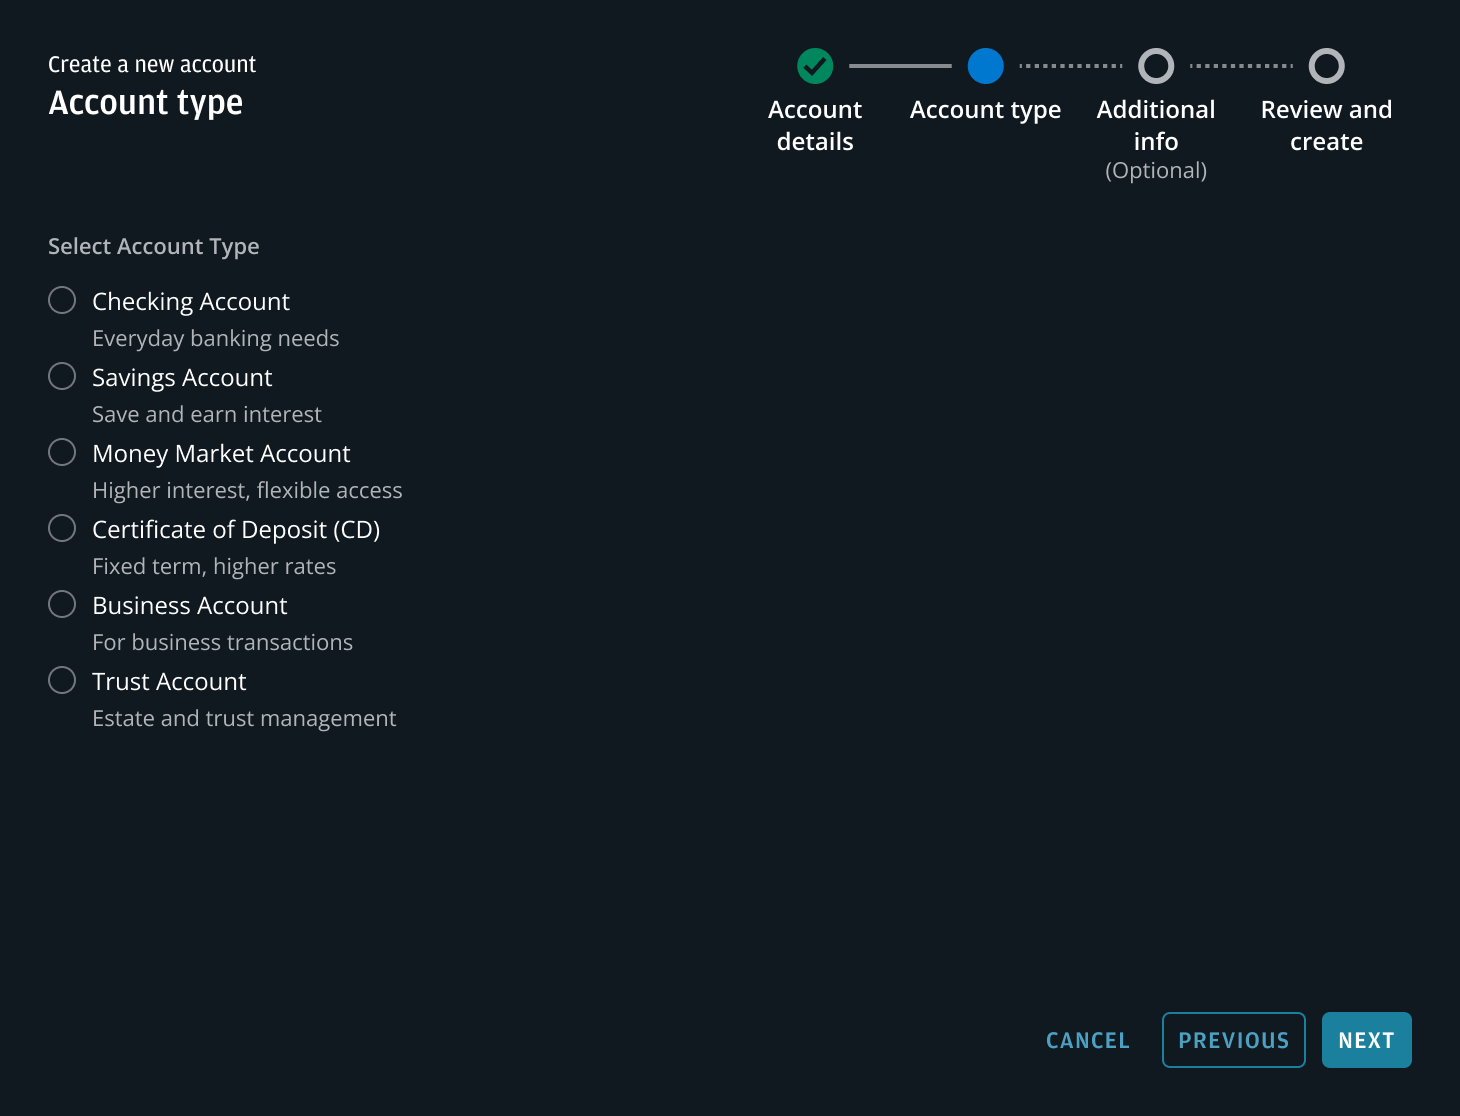 Create a new account
Account type
Account
details
Account type
Additional
info
(Optional)
Review and
create
Select Account Type
Checking Account
Everyday banking needs
Savings Account
Save and earn interest
Money Market Account
Higher interest, flexible access
Certificate of Deposit (CD)
Fixed term, higher rates
Business Account
For business transactions
Trust Account
Estate and trust management
CANCEL
PREVIOUS
NEXT